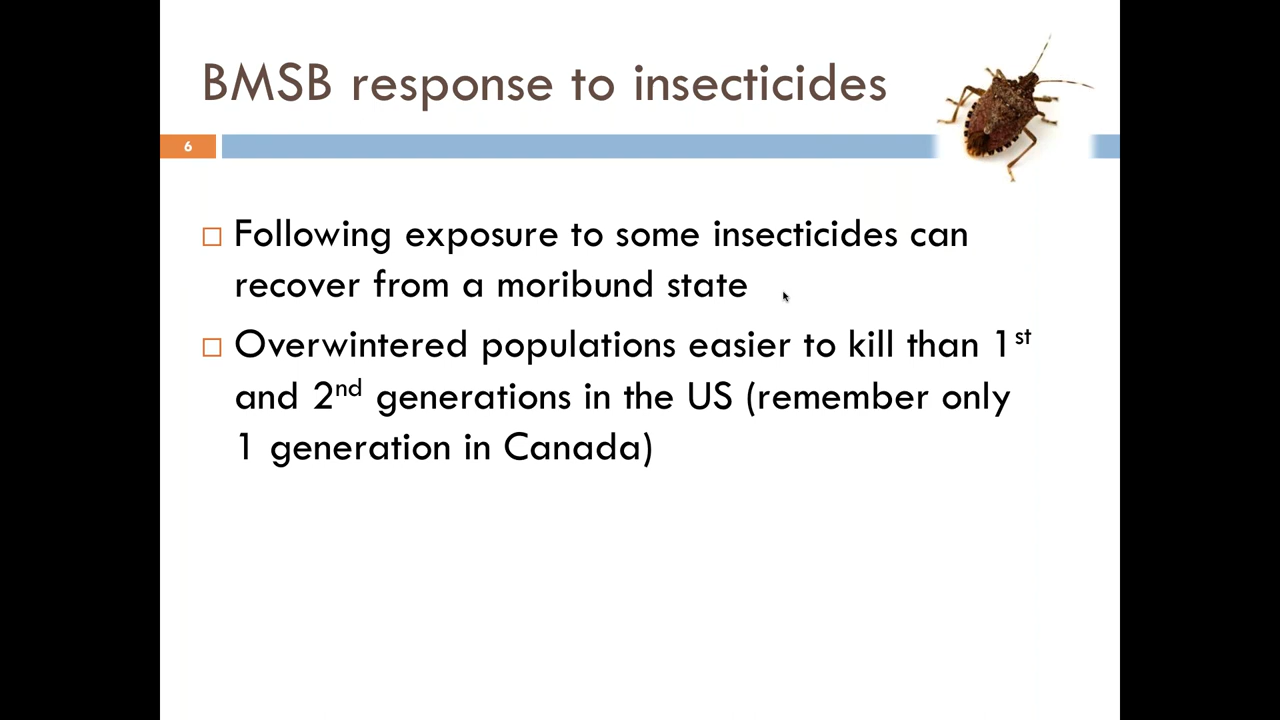 BMSB response to insecticides
6
Following exposure to some insecticides can
recover from a moribund state
Overwintered populations easier to kill than 1st
and 2nd generations in the US (remember only
1 generation in Canada)